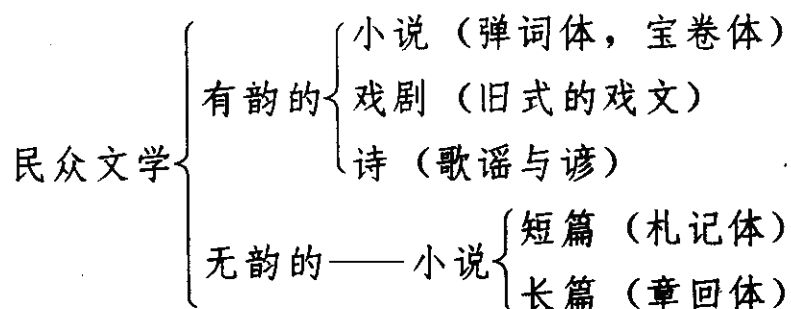 小说（弹词体，宝卷体）
有韵的 戏剧（旧式的戏文）
民众文学 诗（歌谣与谚）
短篇（札记体）
无韵的——小说
长篇（章回体）